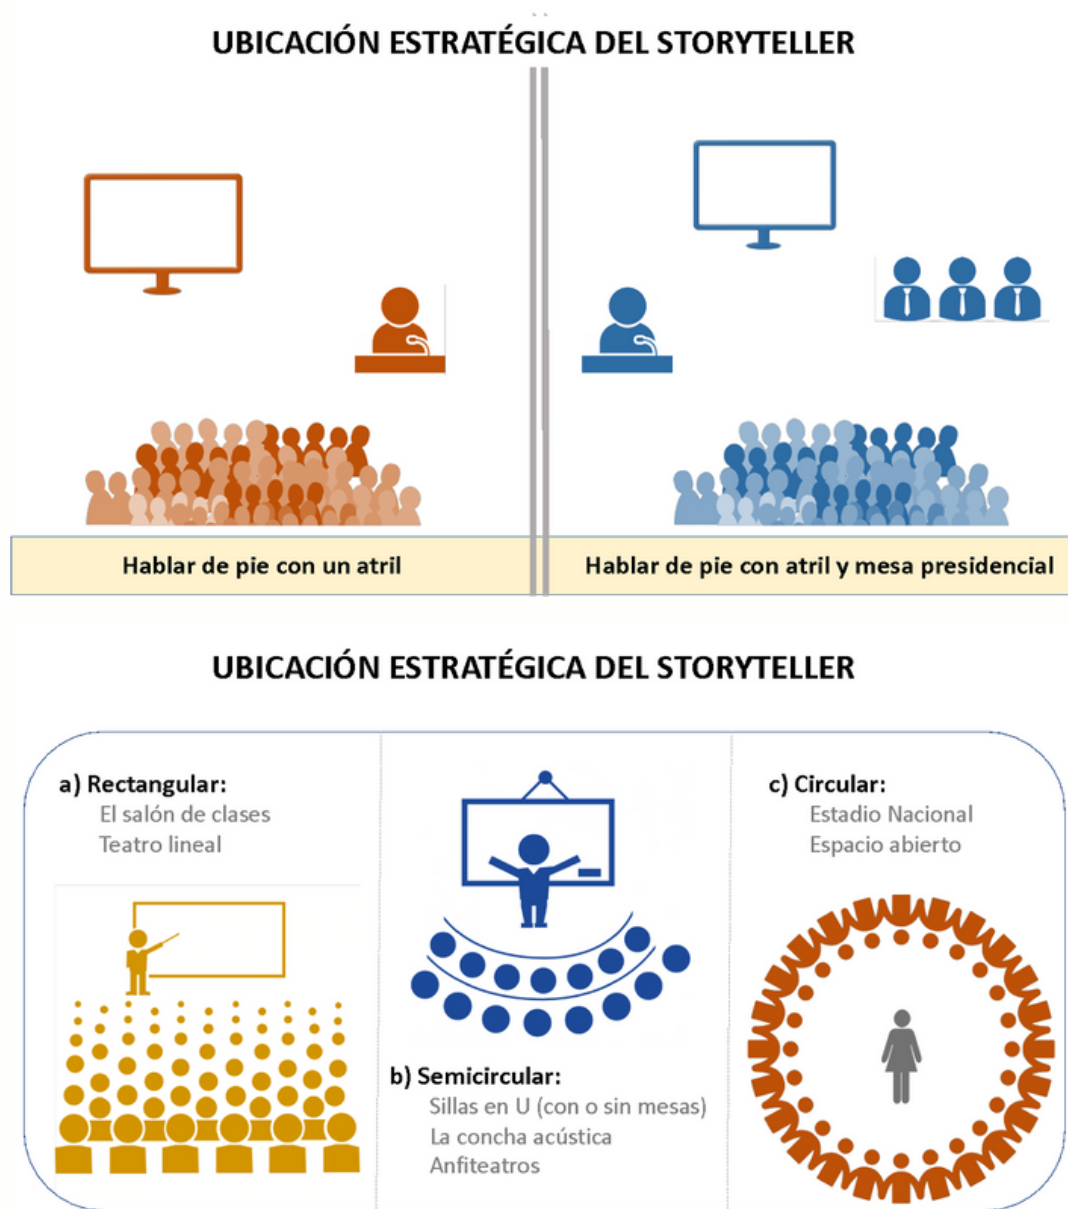 UBICACIÓN ESTRATÉGICA DEL STORYTELLER
Hablar de pie con un atril
Hablar de pie con atril y mesa presidencial
UBICACIÓN ESTRATÉGICA DEL STORYTELLER
a) Rectangular:
El salón de clases
Teatro lineal
b) Semicircular:
Sillas en U (con o sin mesas)
La concha acústica
Anfiteatros
c) Circular:
Estadio Nacional
Espacio abierto